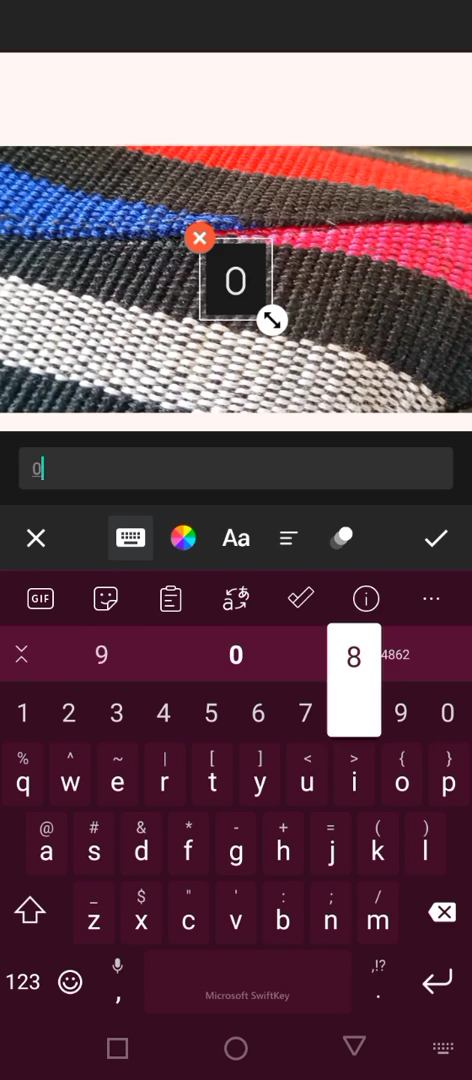 0
0
Aa
GIF
9 0 8 4862
1 2 3 4 5 6 7 9 0
% ^ ~ | [ ] < > { }
q w e r t y u i o p
@ # & * - + = ( )
a s d f g h j k l
_ $ " ' : ; /
z x c v b n m
,!?
123 , Microsoft SwiftKey .